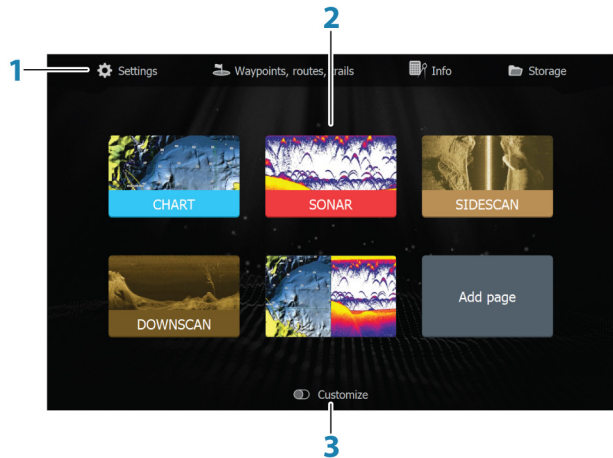 2
1
Settings
Waypoints, routes, trails
Info
Storage
CHART
SONAR
SIDESCAN
DOWNSCAN
Add page
Customize
3